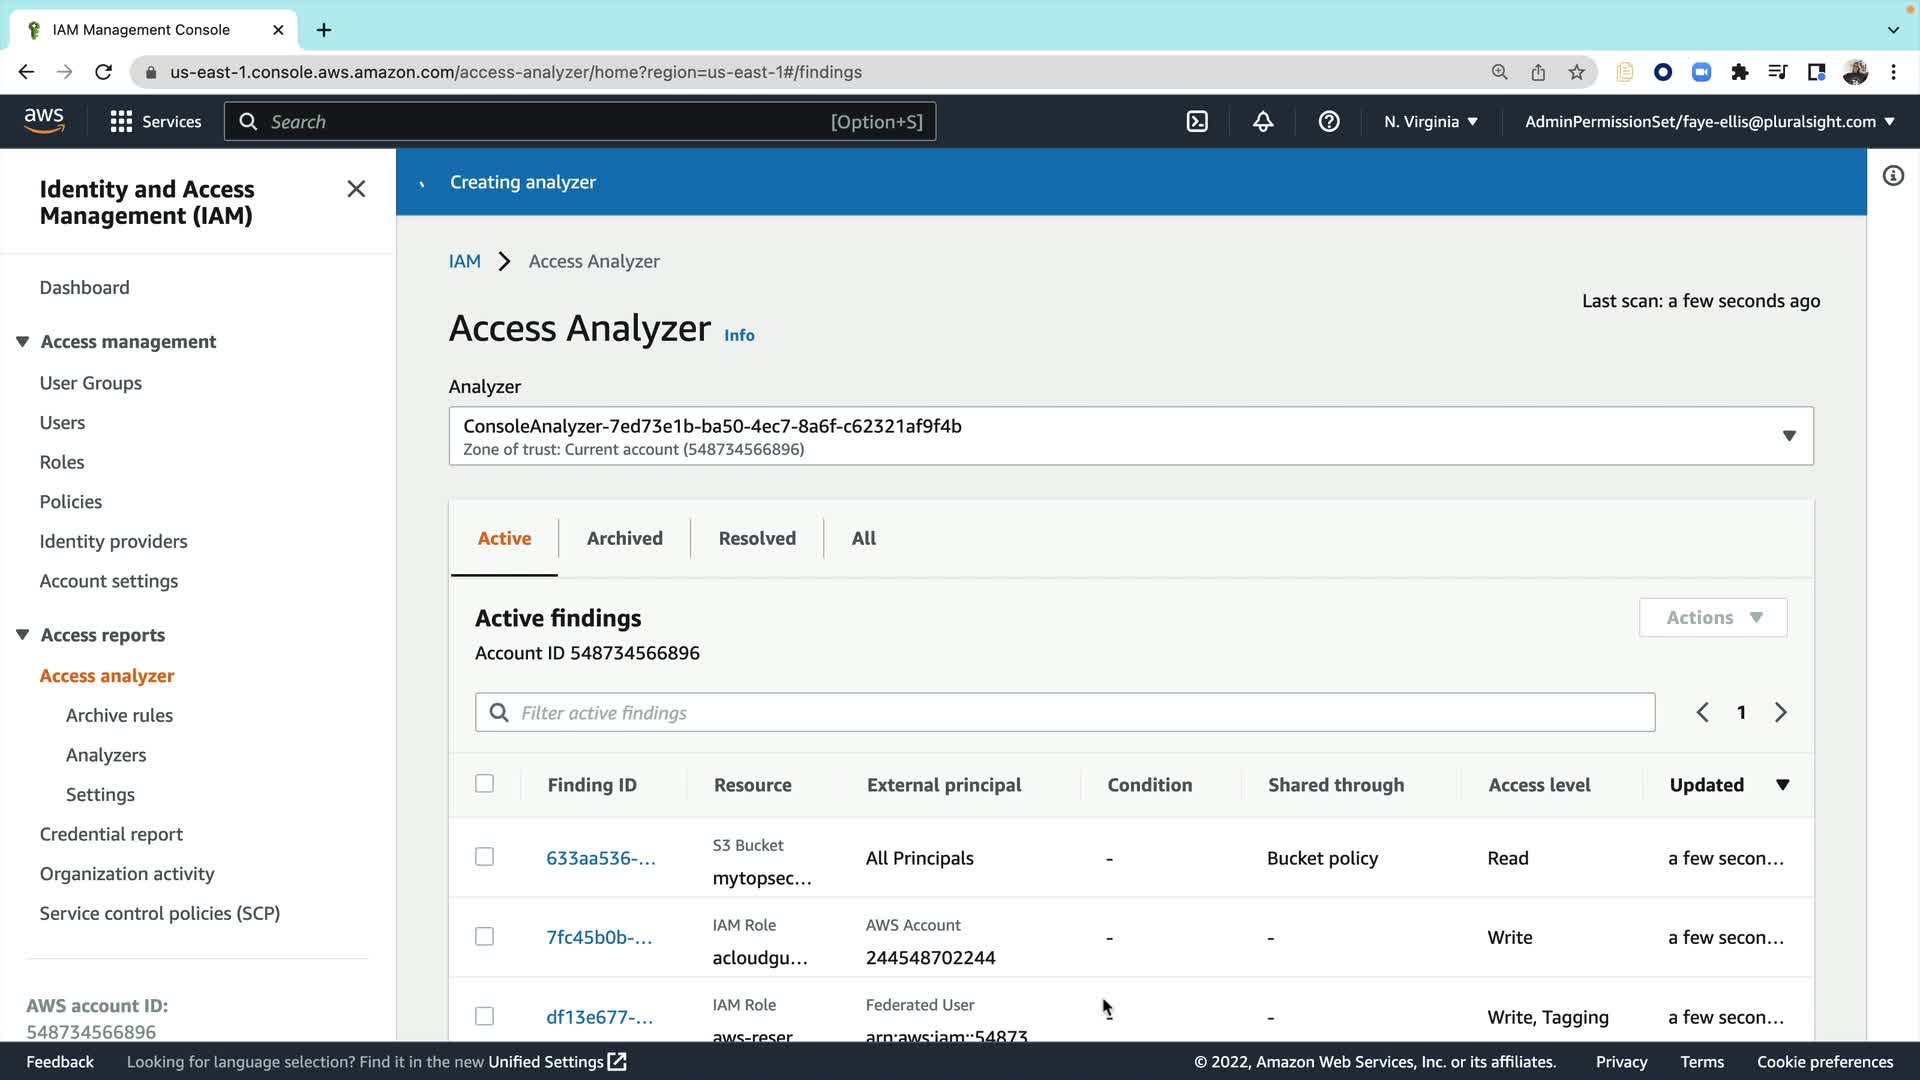 IAM Management Console
us-east-1.console.aws.amazon.com/access-analyzer/home?region=us-east-1#/findings
aws
Services
Search
[Option+S]
N. Virginia
AdminPermissionSet/faye-ellis@pluralsight.com
Identity and Access
Management (IAM)
Dashboard
Access management
User Groups
Users
Roles
Policies
Identity providers
Account settings
Access reports
Access analyzer
Archive rules
Analyzers
Settings
Credential report
Organization activity
Service control policies (SCP)
AWS account ID:
548734566896
Creating analyzer
IAM > Access Analyzer
Last scan: a few seconds ago
Access Analyzer Info
Analyzer
ConsoleAnalyzer-7ed73e1b-ba50-4ec7-8a6f-c62321af9f4b
Zone of trust: Current account (548734566896)
Active
Archived
Resolved
All
Active findings
Actions
Account ID 548734566896
Filter active findings
1
Finding ID Resource External principal Condition Shared through Access level Updated
633aa536-... S3 Bucket mytopsec... All Principals - Bucket policy Read a few secon...
7fc45b0b-... IAM Role acloudgu... AWS Account 244548702244 - - Write a few secon...
df13e677-... IAM Role aws-reser Federated User arn:aws:iam::54873 - - Write, Tagging a few secon...
Feedback
Looking for language selection? Find it in the new Unified Settings
© 2022, Amazon Web Services, Inc. or its affiliates.
Privacy
Terms
Cookie preferences